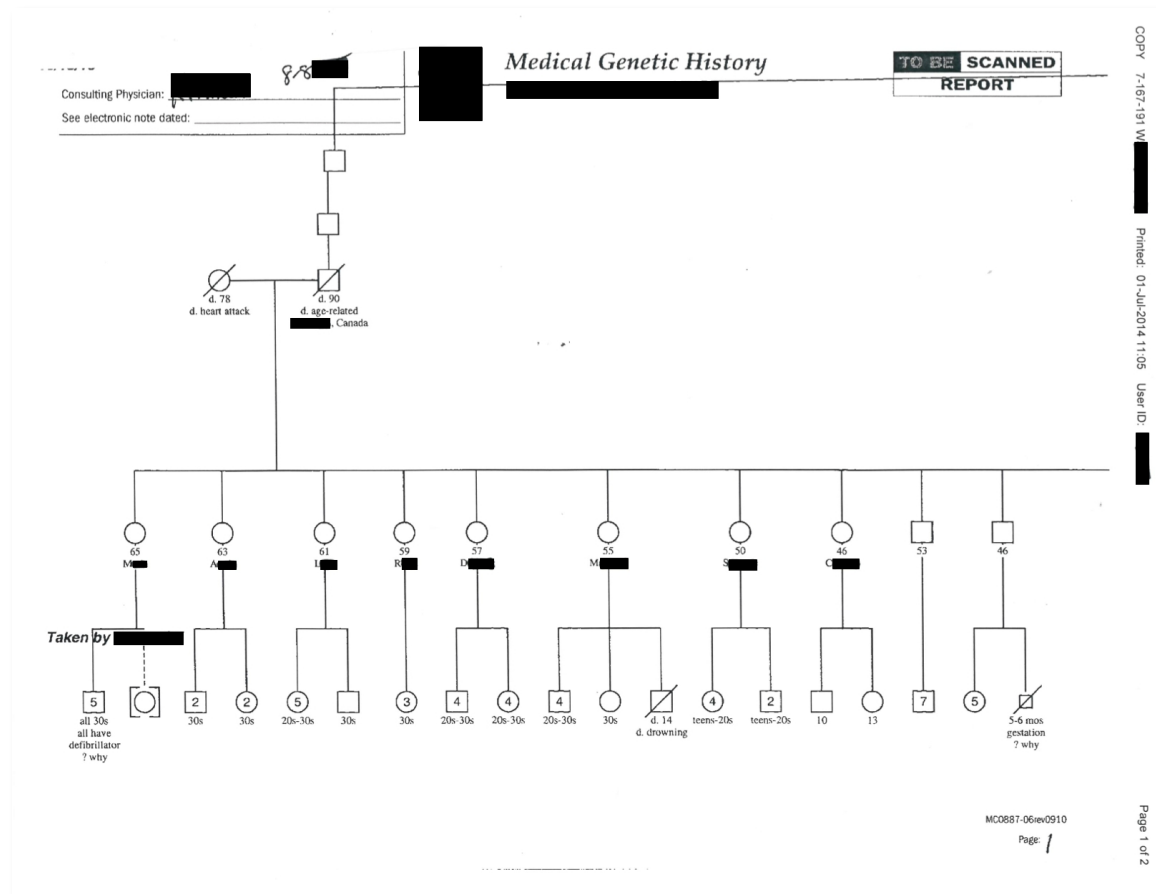 Medical Genetic History
TO BE SCANNED
REPORT
Consulting Physician:
See electronic note dated:
d. 78
d. heart attack
d. 90
d. age-related
, Canada
65
63
61
59
57
55
50
46
53
46
M
A
L
R
D
M
S
C
Taken by
5
2
2
5
3
4
4
4
4
2
7
5
all 30s
all have
defibrillator
? why
30s
30s
20s-30s
30s
30s
20s-30s
20s-30s
20s-30s
30s
d. 14
d. drowning
teens-20s
teens-20s
10
13
5-6 mos
gestation
? why
MC0887-06rev0910
Page: 1
COPY 7-167-191 W Printed: 01-Jul-2014 11:05 User ID:
Page 1 of 2